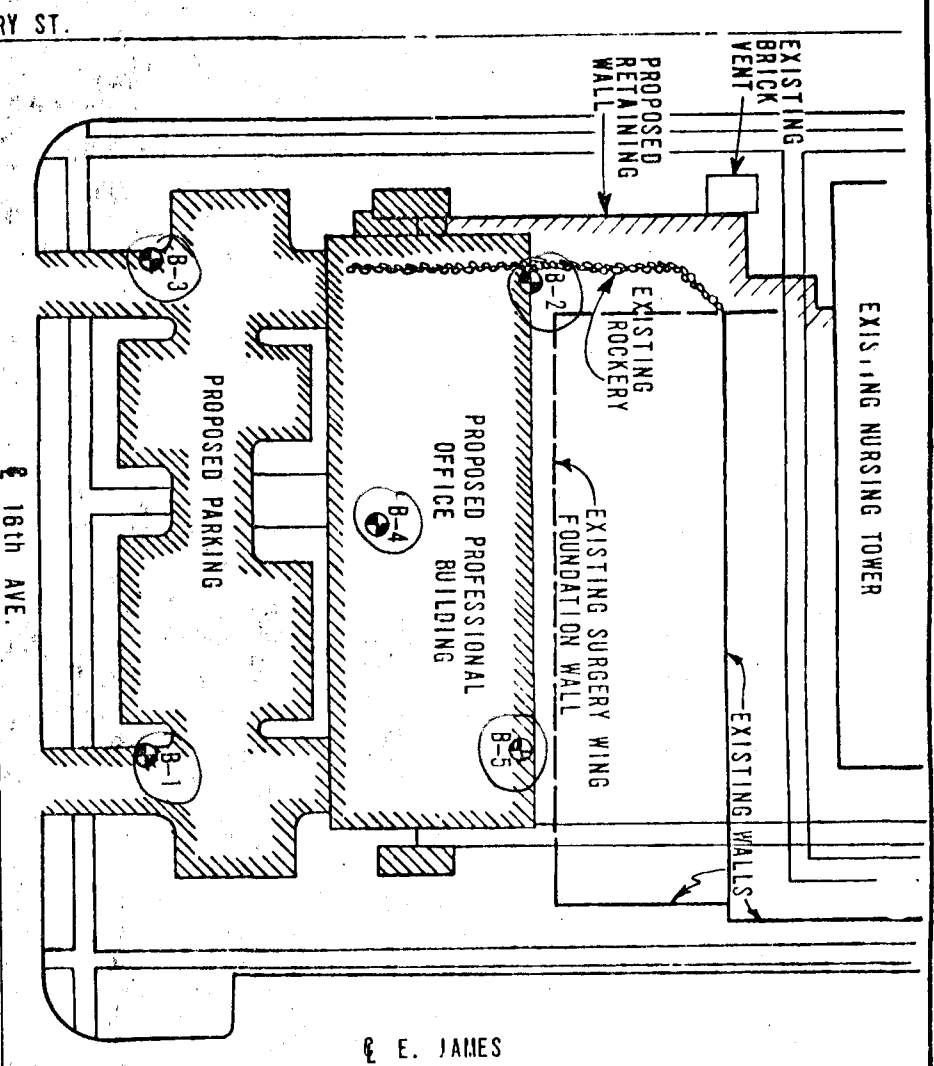 RY ST.
EXISTING
BRICK
VENT
PROPOSED
RETAINING
WALL
EXISTING NURSING TOWER
B-3
B-2
EXISTING
ROCKERY
PROPOSED PARKING
PROPOSED PROFESSIONAL
OFFICE BUILDING
B-4
EXISTING SURGERY WING
FOUNDATION WALL
EXISTING WALLS
B-5
B-1
℄ 16th AVE.
℄ E. JAMES